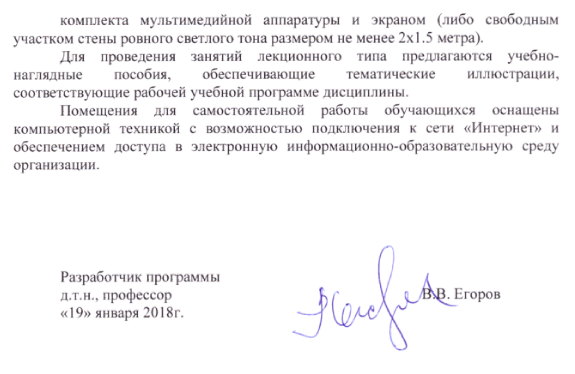 комплекта мультимедийной аппаратуры и экраном (либо свободным
участком стены ровного светлого тона размером не менее 2х1.5 метра).
Для проведения занятий лекционного типа предлагаются учебно-
наглядные пособия, обеспечивающие тематические иллюстрации,
соответствующие рабочей учебной программе дисциплины.
Помещения для самостоятельной работы обучающихся оснащены
компьютерной техникой с возможностью подключения к сети «Интернет» и
обеспечением доступа в электронную информационно-образовательную среду
организации.
Разработчик программы
д.т.н., профессор
В.В. Егоров
«19» января 2018г.